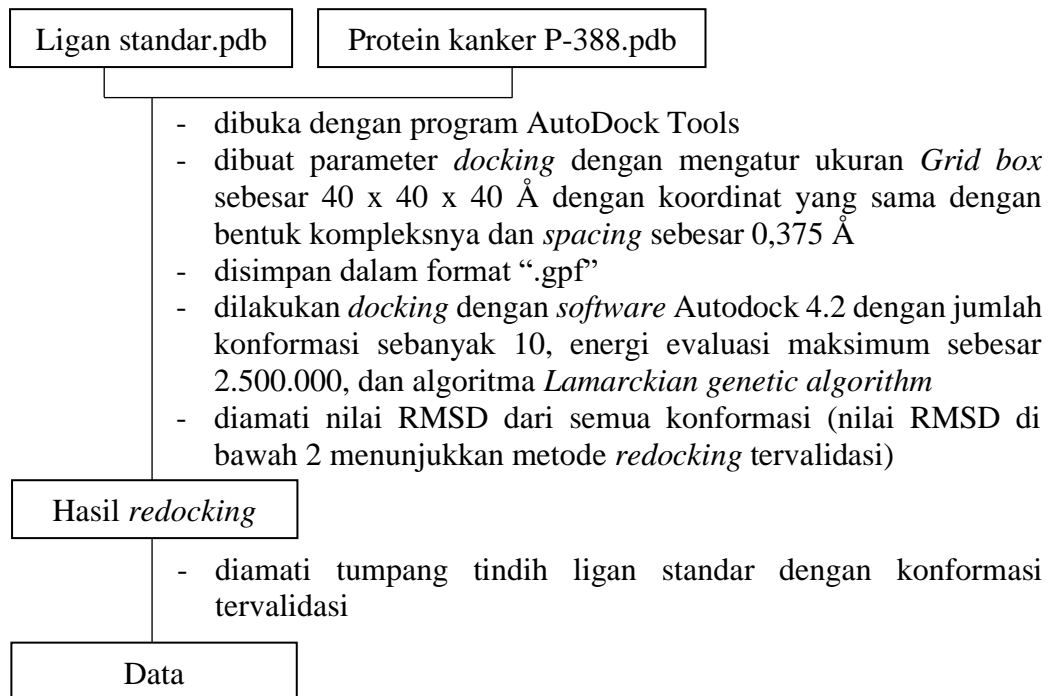 Ligan standar.pdb
Protein kanker P-388.pdb
- dibuka dengan program AutoDock Tools
- dibuat parameter docking dengan mengatur ukuran Grid box
sebesar 40 x 40 x 40 Å dengan koordinat yang sama dengan
bentuk kompleksnya dan spacing sebesar 0,375 Å
- disimpan dalam format “.gpf”
- dilakukan docking dengan software Autodock 4.2 dengan jumlah
konformasi sebanyak 10, energi evaluasi maksimum sebesar
2.500.000, dan algoritma Lamarckian genetic algorithm
- diamati nilai RMSD dari semua konformasi (nilai RMSD di
bawah 2 menunjukkan metode redocking tervalidasi)
Hasil redocking
- diamati tumpang tindih ligan standar dengan konformasi
tervalidasi
Data